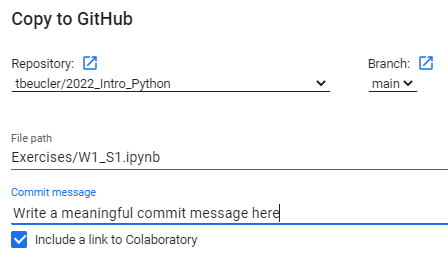 Copy to GitHub
Repository: Branch:
tbeucler/2022_Intro_Python main
File path
Exercises/W1_S1.ipynb
Commit message
Write a meaningful commit message here
Include a link to Colaboratory